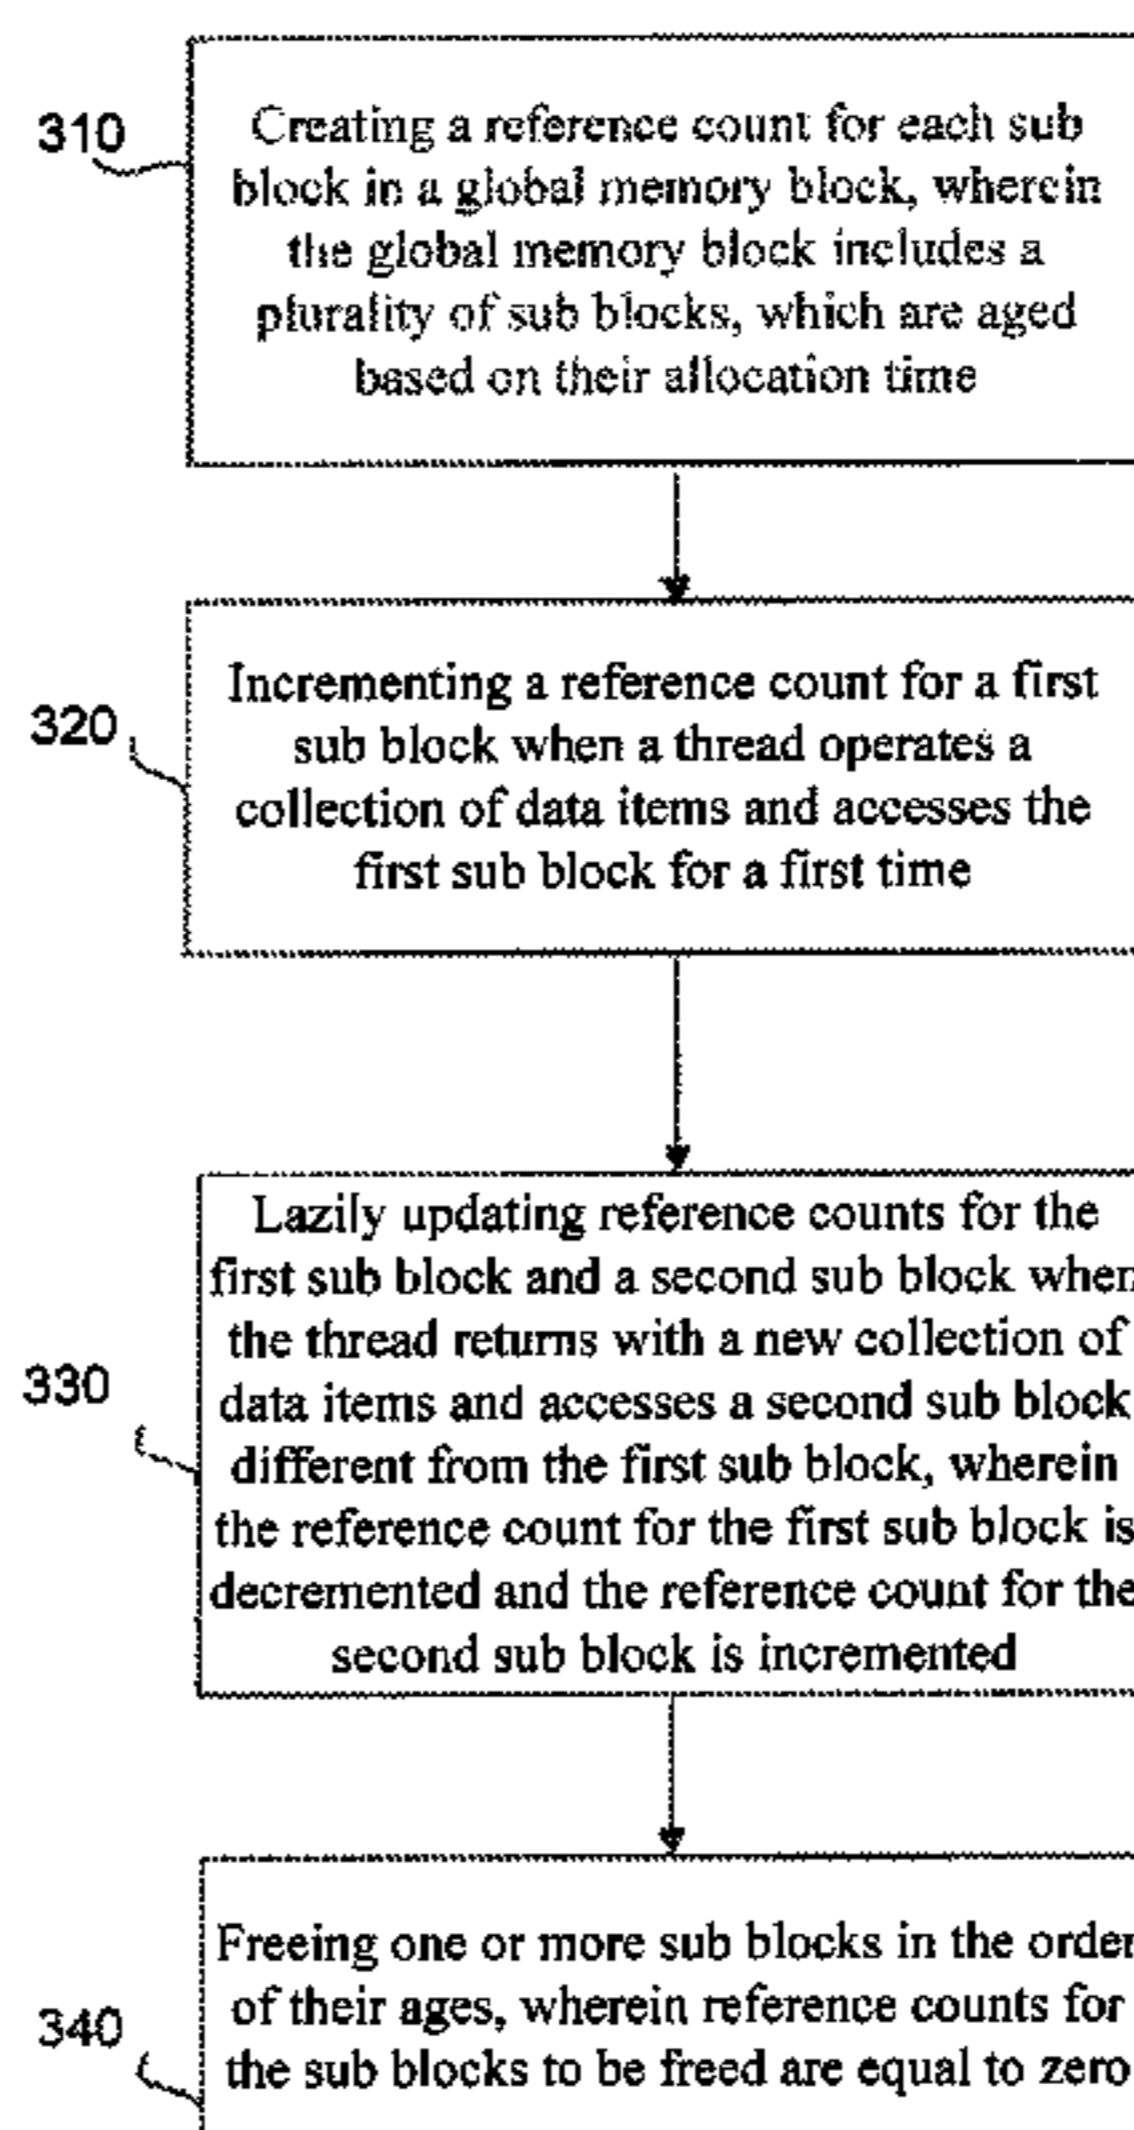 310
Creating a reference count for each sub
block in a global memory block, wherein
the global memory block includes a
plurality of sub blocks, which are aged
based on their allocation time
320
Incrementing a reference count for a first
sub block when a thread operates a
collection of data items and accesses the
first sub block for a first time
330
Lazily updating reference counts for the
first sub block and a second sub block when
the thread returns with a new collection of
data items and accesses a second sub block
different from the first sub block, wherein
the reference count for the first sub block is
decremented and the reference count for the
second sub block is incremented
340
Freeing one or more sub blocks in the order
of their ages, wherein reference counts for
the sub blocks to be freed are equal to zero